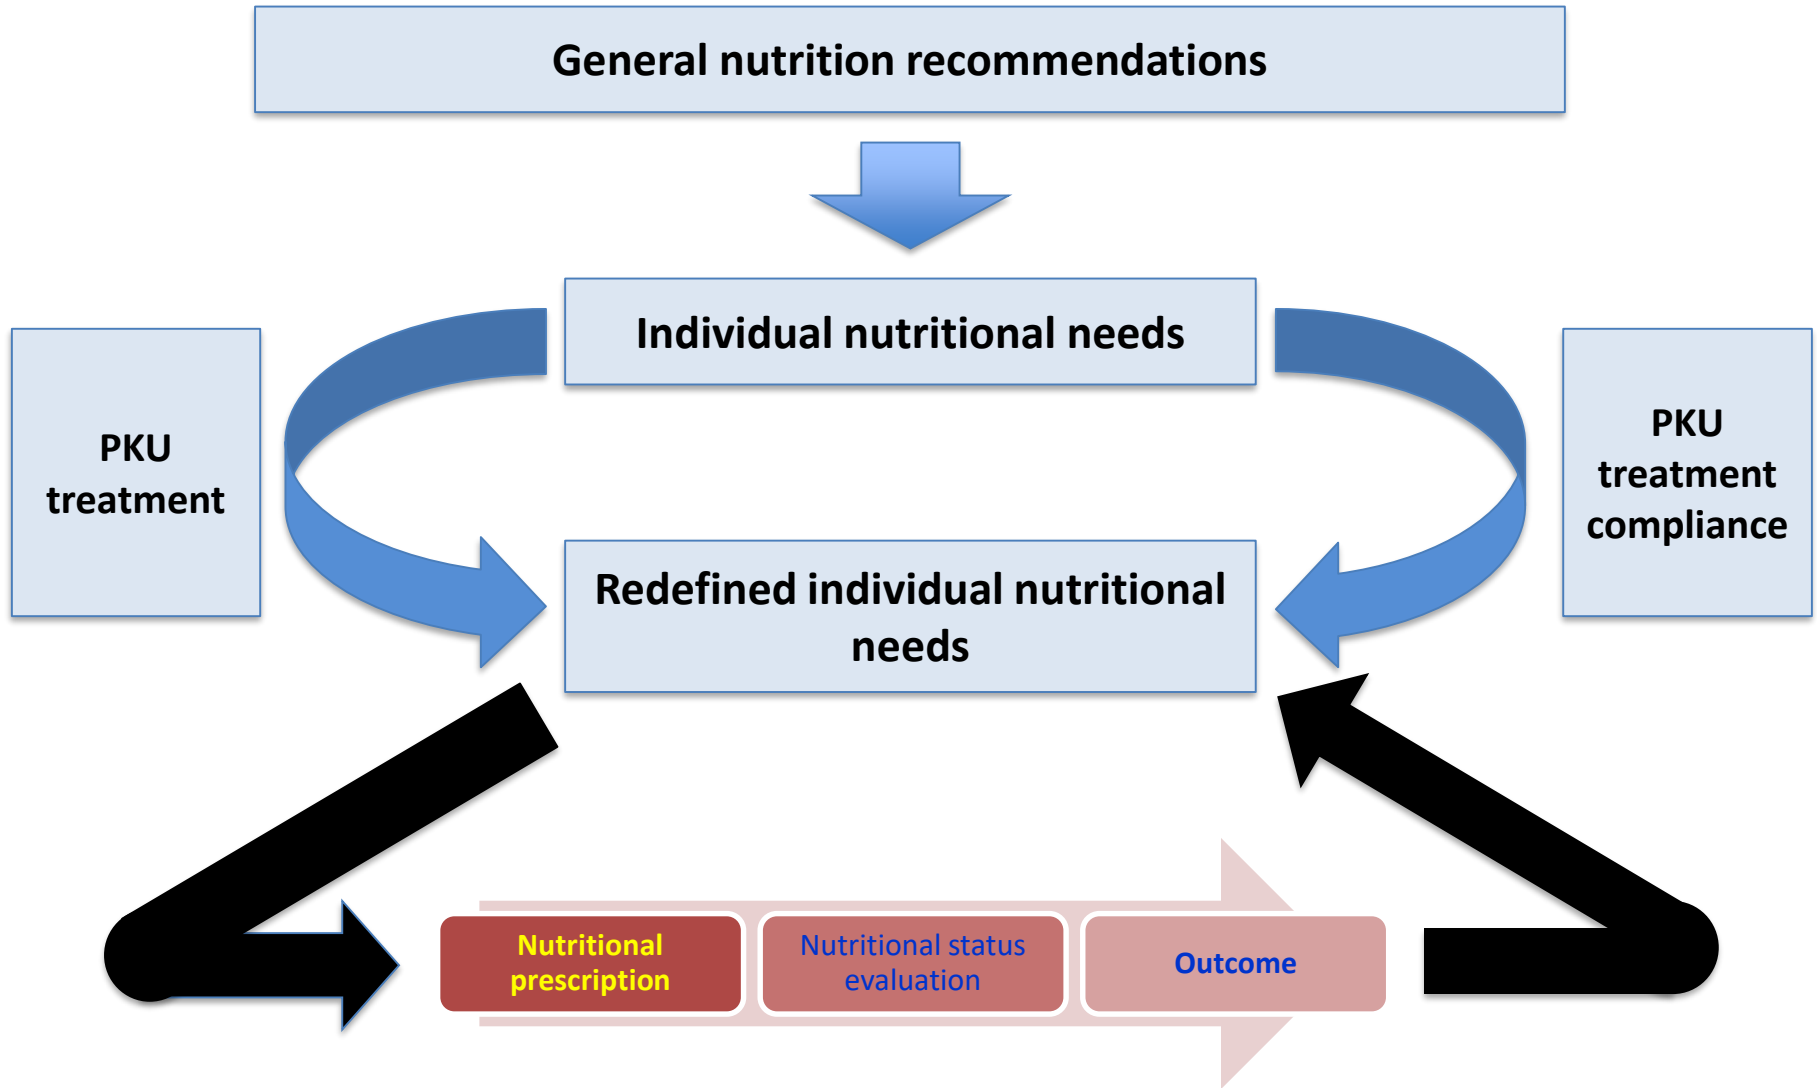 General nutrition recommendations
Individual nutritional needs
PKU
treatment
PKU
treatment
compliance
Redefined individual nutritional
needs
Nutritional
prescription
Nutritional status
evaluation
Outcome